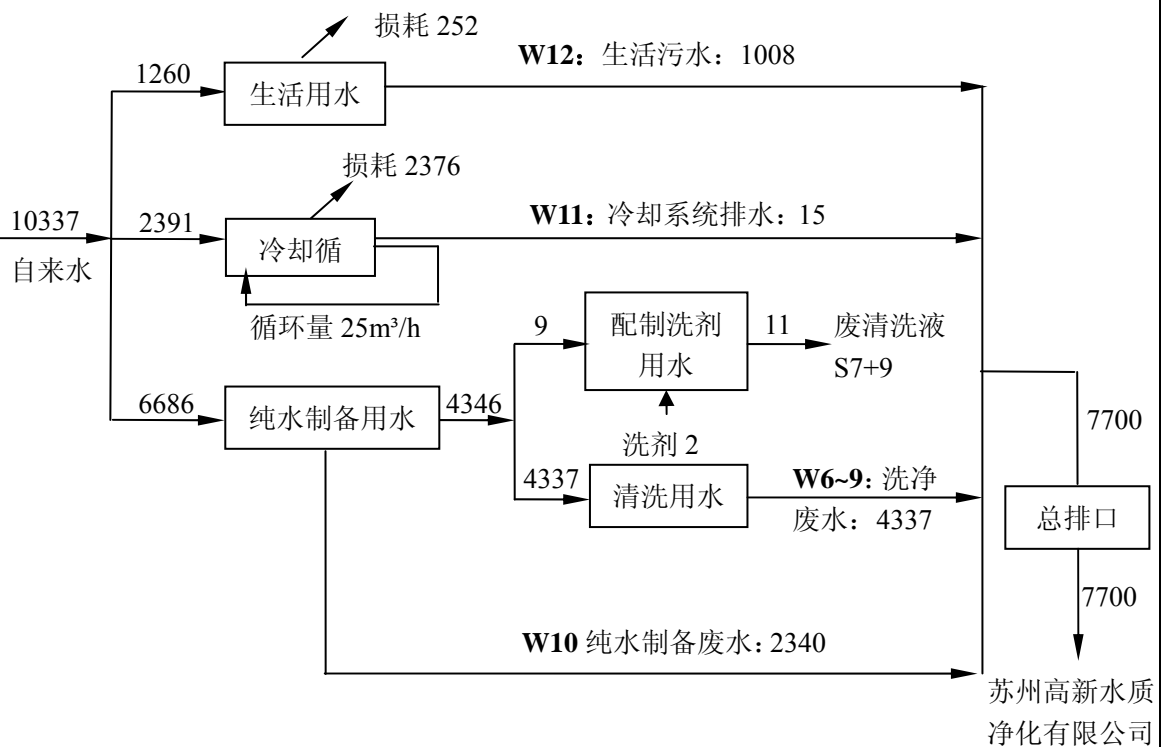 损耗 252
W12：生活污水：1008
1260
生活用水
损耗 2376
10337
2391
W11：冷却系统排水：15
冷却循
自来水
循环量 25m³/h
9
配制洗剂
用水
11
废清洗液
S7+9
6686
纯水制备用水
4346
洗剂 2
7700
4337
清洗用水
W6~9：洗净
废水：4337
总排口
7700
W10 纯水制备废水：2340
苏州高新水质
净化有限公司